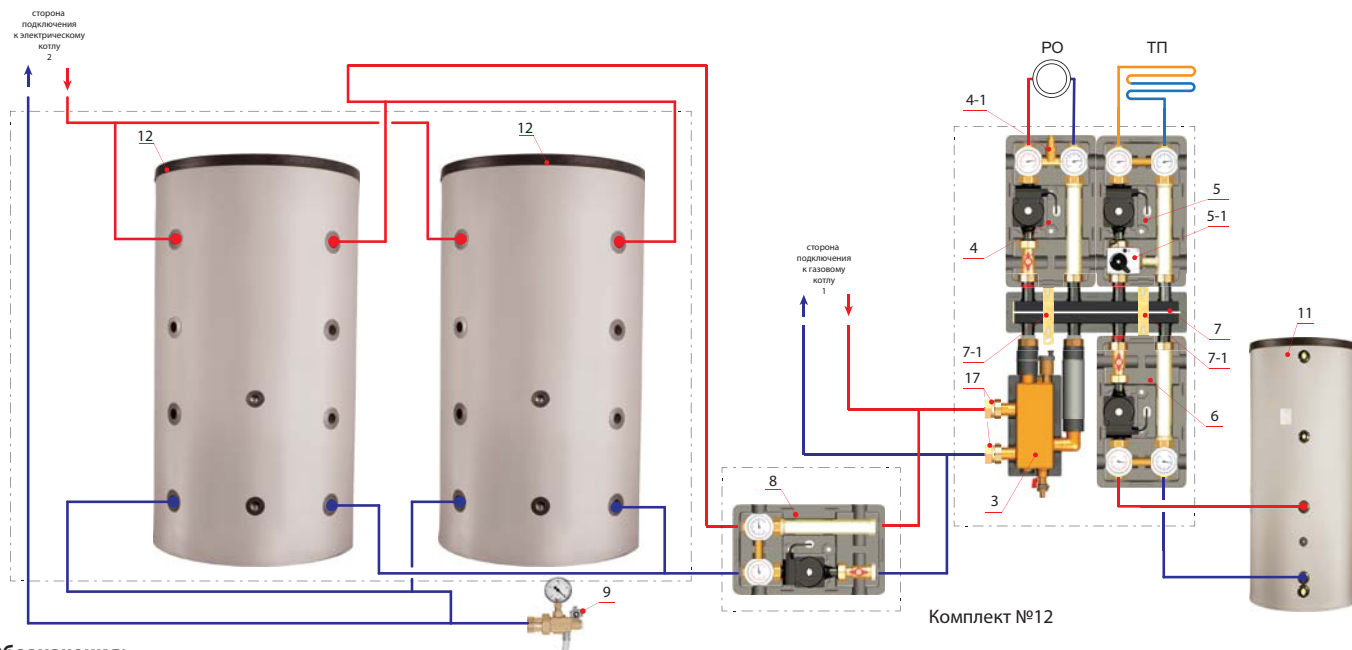 сторона
подключения
к электрическому
котлу
2
12
12
РО
ТП
4-1
5
5-1
4
сторона
подключения
к газовому
котлу
1
7
7-1
7-1
11
17
6
3
8
9
Комплект №12